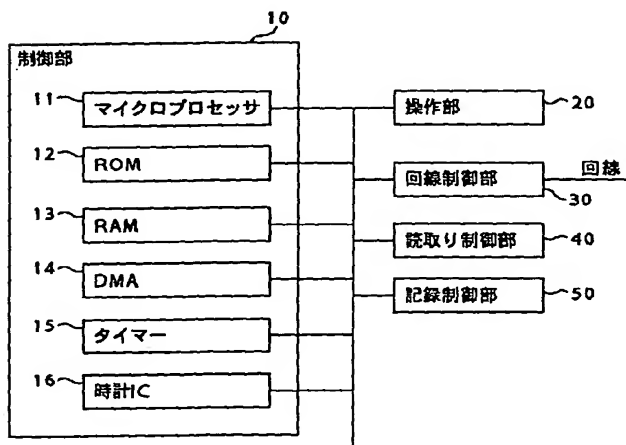 10
制御部
11 マイクロプロセッサ
操作部 20
12 ROM
回線制御部 回線
30
13 RAM
読取り制御部 40
14 DMA
記録制御部 50
15 タイマー
16 時計IC